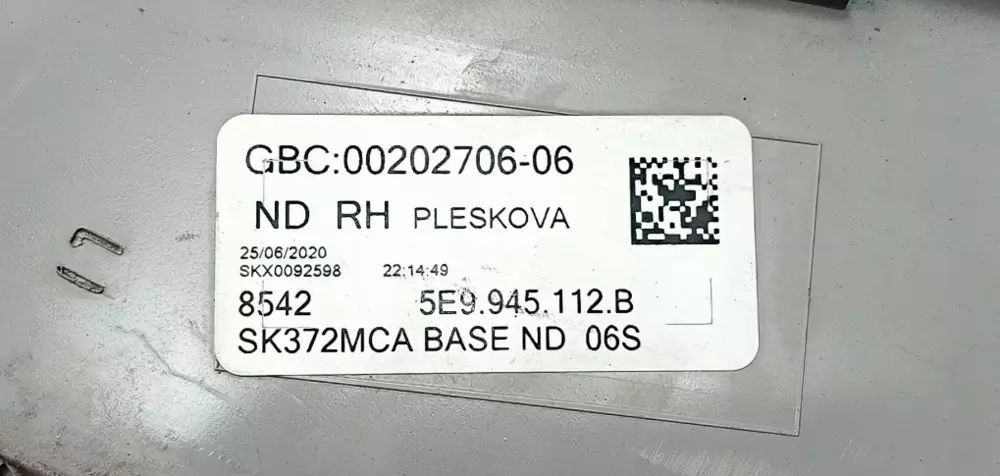 GBC:00202706-06
ND RH PLESKOVA
25/06/2020
SKX0092598 22:14:49
8542 5E9.945.112.B
SK372MCA BASE ND 06S